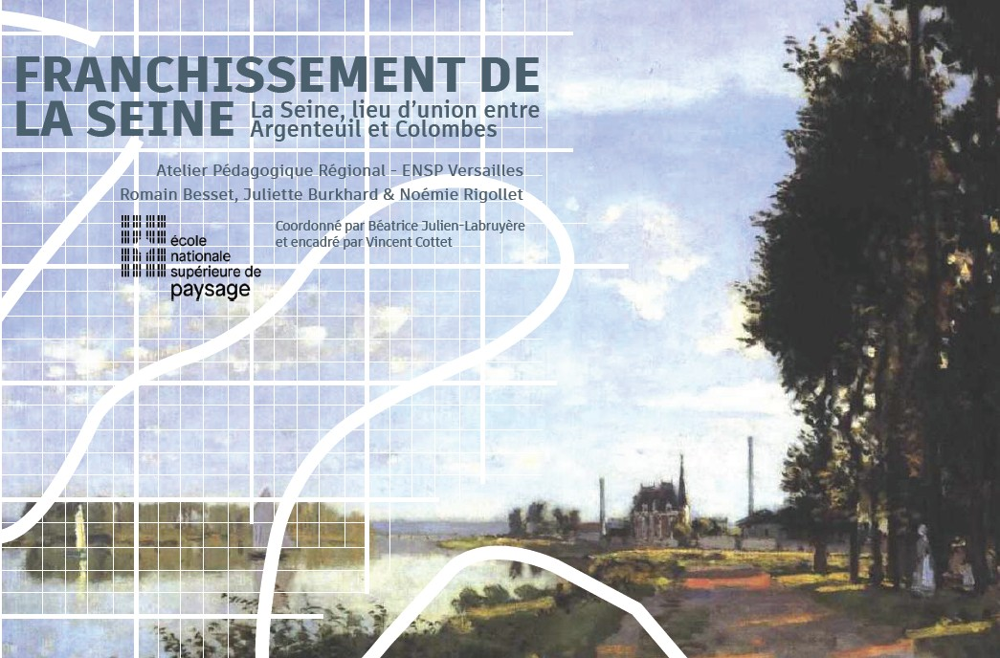 FRANCHISSEMENT DE
LA SEINE
La Seine, lieu d'union entre
Argenteuil et Colombes
Atelier Pédagogique Régional - ENSP Versailles
Romain Besset, Juliette Burkhard & Noémie Rigollet
école
nationale
supérieure de
paysage
Coordonné par Béatrice Julien-Labruyère
et encadré par Vincent Cottet